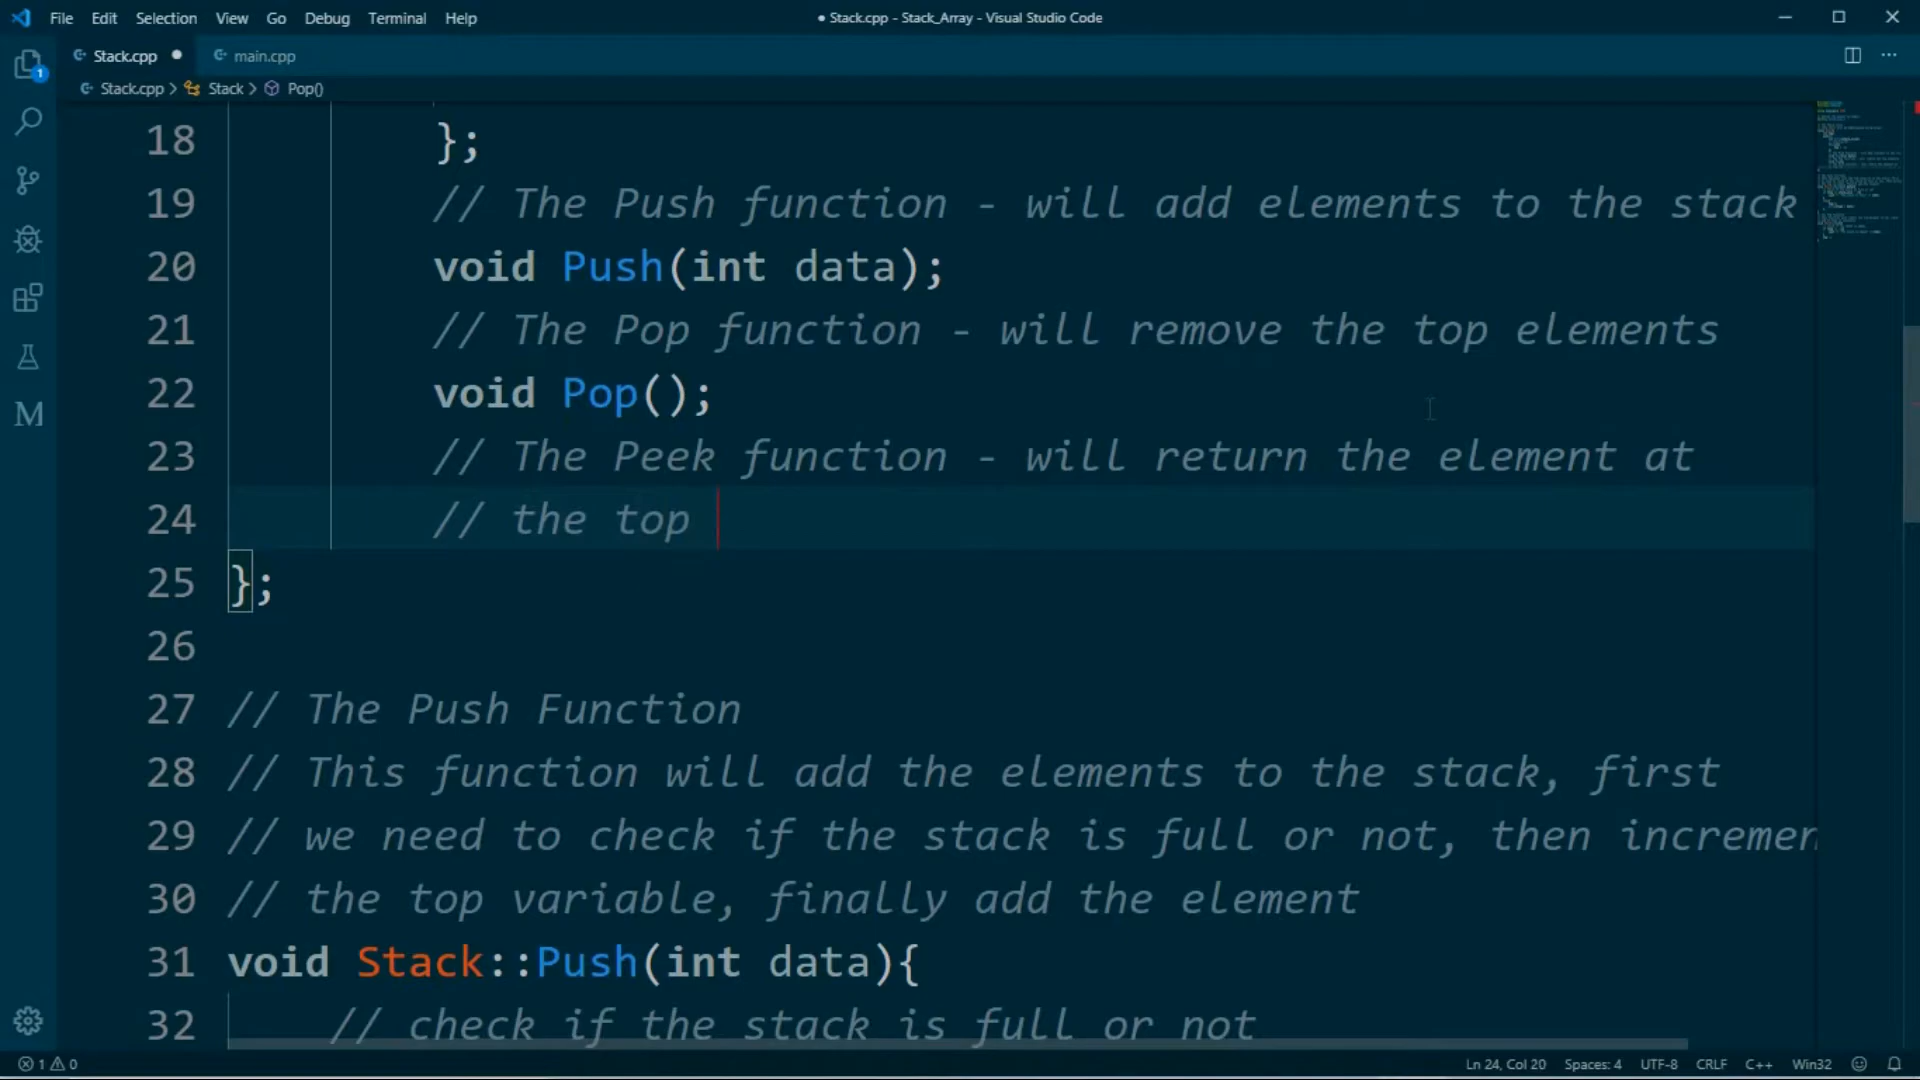 File Edit Selection View Go Debug Terminal Help
● Stack.cpp - Stack_Array - Visual Studio Code
Stack.cpp ● main.cpp
Stack.cpp > Stack > Pop()
1
18 };
19 // The Push function - will add elements to the stack
20 void Push(int data);
21 // The Pop function - will remove the top elements
22 void Pop();
23 // The Peek function - will return the element at
24 // the top
25 };
26
27 // The Push Function
28 // This function will add the elements to the stack, first
29 // we need to check if the stack is full or not, then incremen
30 // the top variable, finally add the element
31 void Stack::Push(int data){
32 // check if the stack is full or not
M
1 0 Ln 24, Col 20 Spaces: 4 UTF-8 CRLF C++ Win32